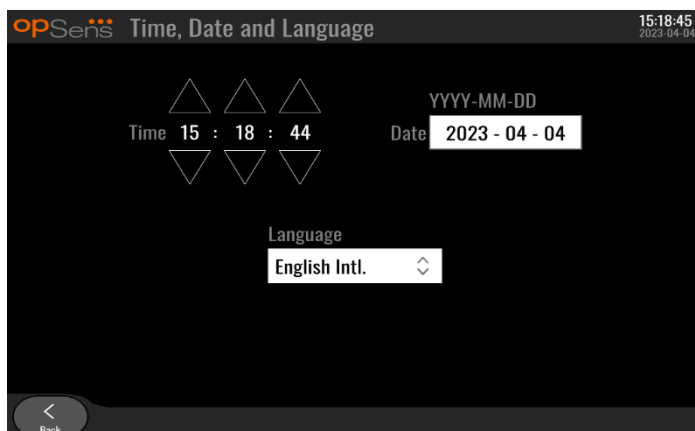 opSens Time, Date and Language
15:18:45
2023-04-04
YYYY-MM-DD
Time 15 : 18 : 44
Date 2023 - 04 - 04
Language
English Intl.
Back